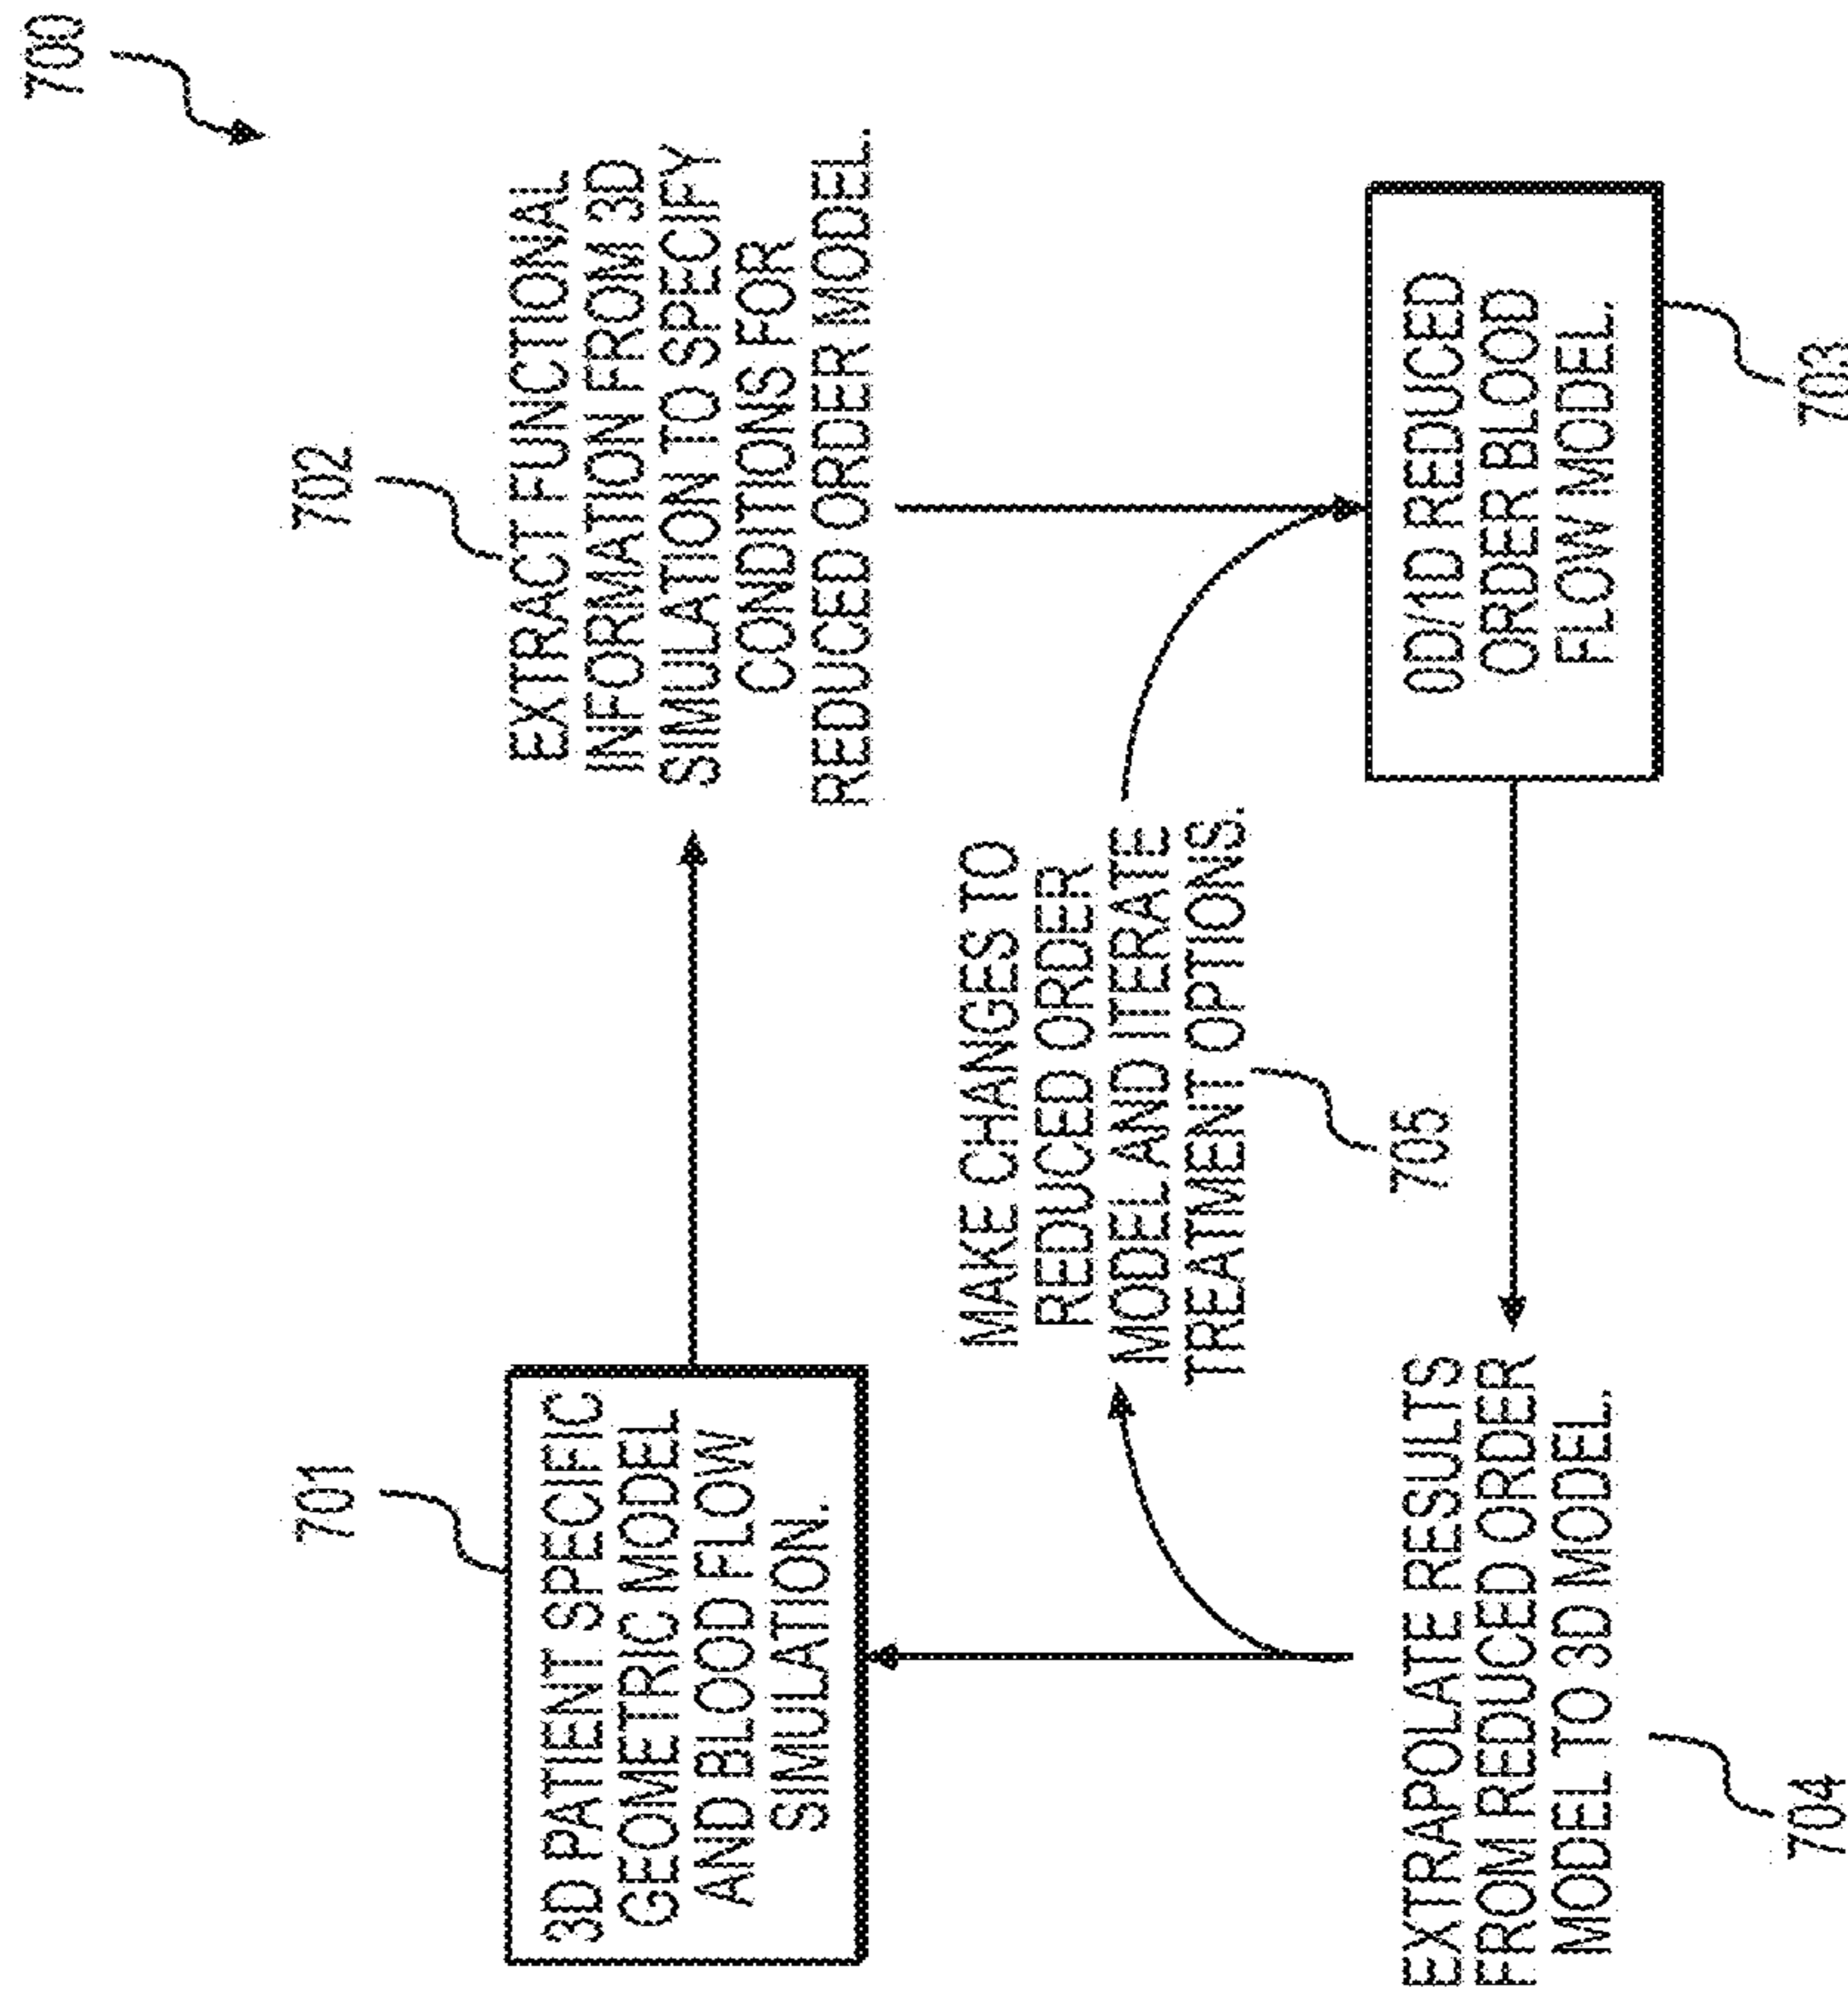 700
701
3D PATIENT SPECIFIC
GEOMETRIC MODEL
AND BLOOD FLOW
SIMULATION.
702
EXTRACT FUNCTIONAL
INFORMATION FROM 3D
SIMULATION TO SPECIFY
CONDITIONS FOR
REDUCED ORDER MODEL.
MAKE CHANGES TO
REDUCED ORDER
MODEL AND ITERATE
TREATMENT OPTIONS.
705
EXTRAPOLATE RESULTS
FROM REDUCED ORDER
MODEL TO 3D MODEL.
704
0D/1D REDUCED
ORDER BLOOD
FLOW MODEL.
703